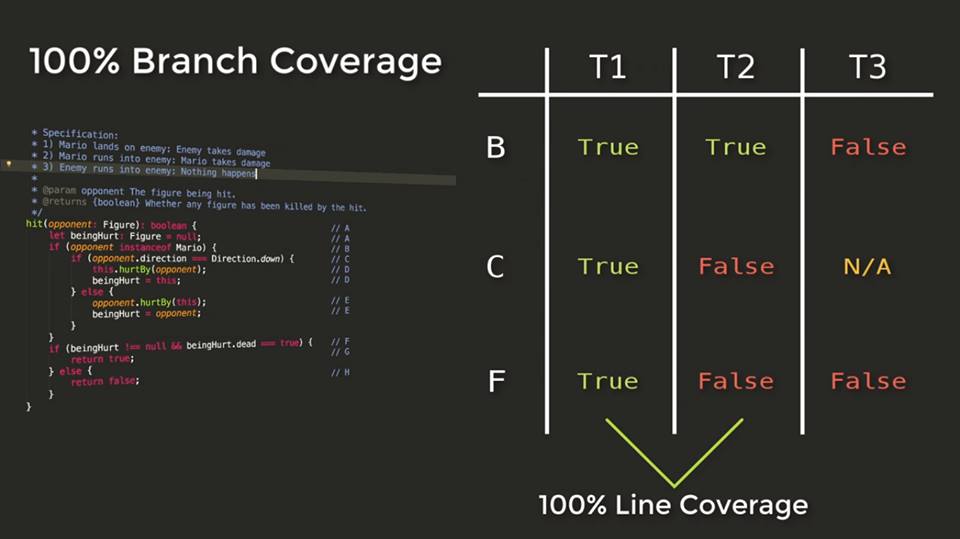 100% Branch Coverage
* Specification:
* 1) Mario lands on enemy: Enemy takes damage
* 2) Mario runs into enemy: Mario takes damage
* 3) Enemy runs into enemy: Nothing happens
*
* @param opponent The figure being hit.
* @returns {boolean} Whether any figure has been killed by the hit.
*/
hit(opponent: Figure): boolean { // A
let beingHurt: Figure = null; // A
if (opponent instanceof Mario) { // B
if (opponent.direction === Direction.down) { // C
this.hurtBy(opponent); // D
beingHurt = this; // D
} else {
opponent.hurtBy(this); // E
beingHurt = opponent; // E
}
}
if (beingHurt !== null && beingHurt.dead === true) { // F
return true; // G
} else {
return false; // H
}
}
T1 T2 T3
B True True False
C True False N/A
F True False False
100% Line Coverage